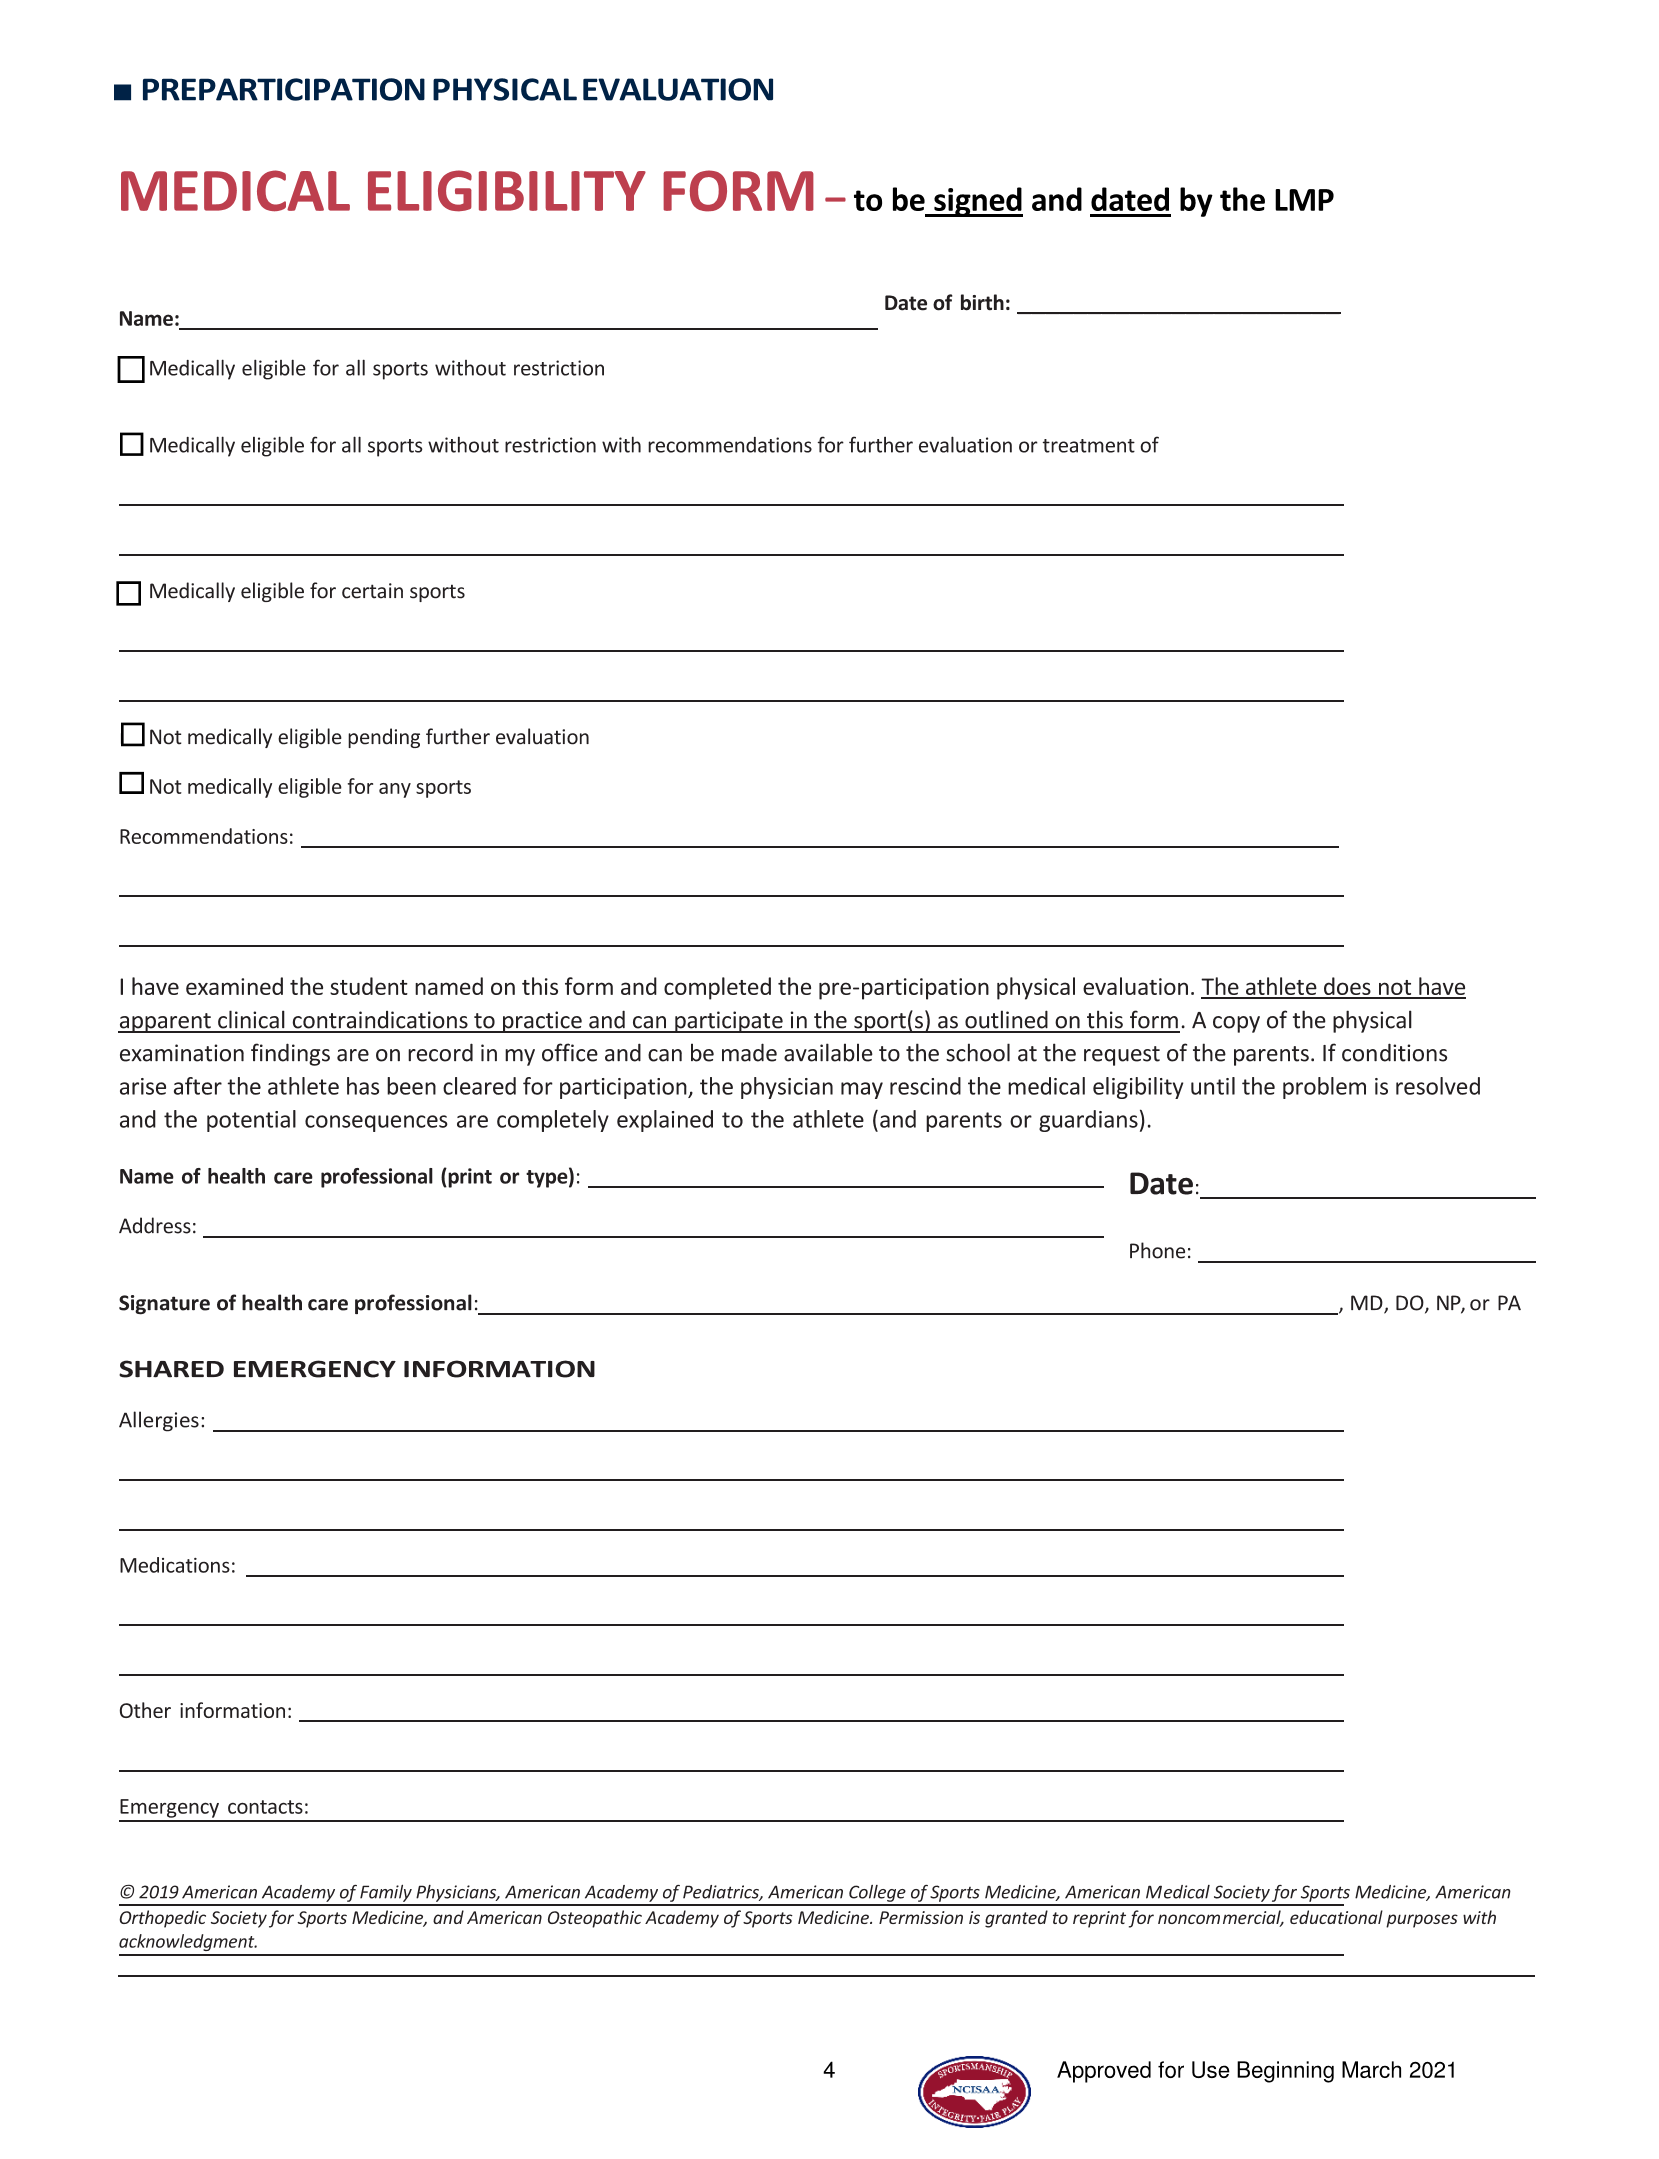 ■ PREPARTICIPATION PHYSICAL EVALUATION
MEDICAL ELIGIBILITY FORM – to be signed and dated by the LMP
Name: Date of birth:
Medically eligible for all sports without restriction
Medically eligible for all sports without restriction with recommendations for further evaluation or treatment of
Medically eligible for certain sports
Not medically eligible pending further evaluation
Not medically eligible for any sports
Recommendations:
I have examined the student named on this form and completed the pre-participation physical evaluation. The athlete does not have
apparent clinical contraindications to practice and can participate in the sport(s) as outlined on this form. A copy of the physical
examination findings are on record in my office and can be made available to the school at the request of the parents. If conditions
arise after the athlete has been cleared for participation, the physician may rescind the medical eligibility until the problem is resolved
and the potential consequences are completely explained to the athlete (and parents or guardians).
Name of health care professional (print or type): Date:
Address:
Phone:
Signature of health care professional: , MD, DO, NP, or PA
SHARED EMERGENCY INFORMATION
Allergies:
Medications:
Other information:
Emergency contacts:
© 2019 American Academy of Family Physicians, American Academy of Pediatrics, American College of Sports Medicine, American Medical Society for Sports Medicine, American
Orthopedic Society for Sports Medicine, and American Osteopathic Academy of Sports Medicine. Permission is granted to reprint for noncommercial, educational purposes with
acknowledgment.
4
SPORTSMANSHIP
NCISAA
INTEGRITY·FAIR PLAY
Approved for Use Beginning March 2021